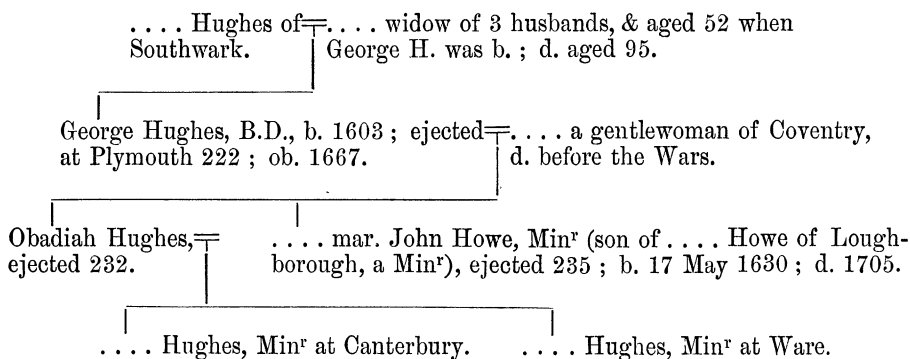 . . . . Hughes of . . . . widow of 3 husbands, & aged 52 when
Southwark. George H. was b. ; d. aged 95.
George Hughes, B.D., b. 1603 ; ejected . . . . a gentlewoman of Coventry,
at Plymouth 222 ; ob. 1667. d. before the Wars.
Obadiah Hughes, . . . . mar. John Howe, Minʳ (son of . . . . Howe of Lough-
ejected 232. borough, a Minʳ), ejected 235 ; b. 17 May 1630 ; d. 1705.
. . . . Hughes, Minʳ at Canterbury. . . . . Hughes, Minʳ at Ware.